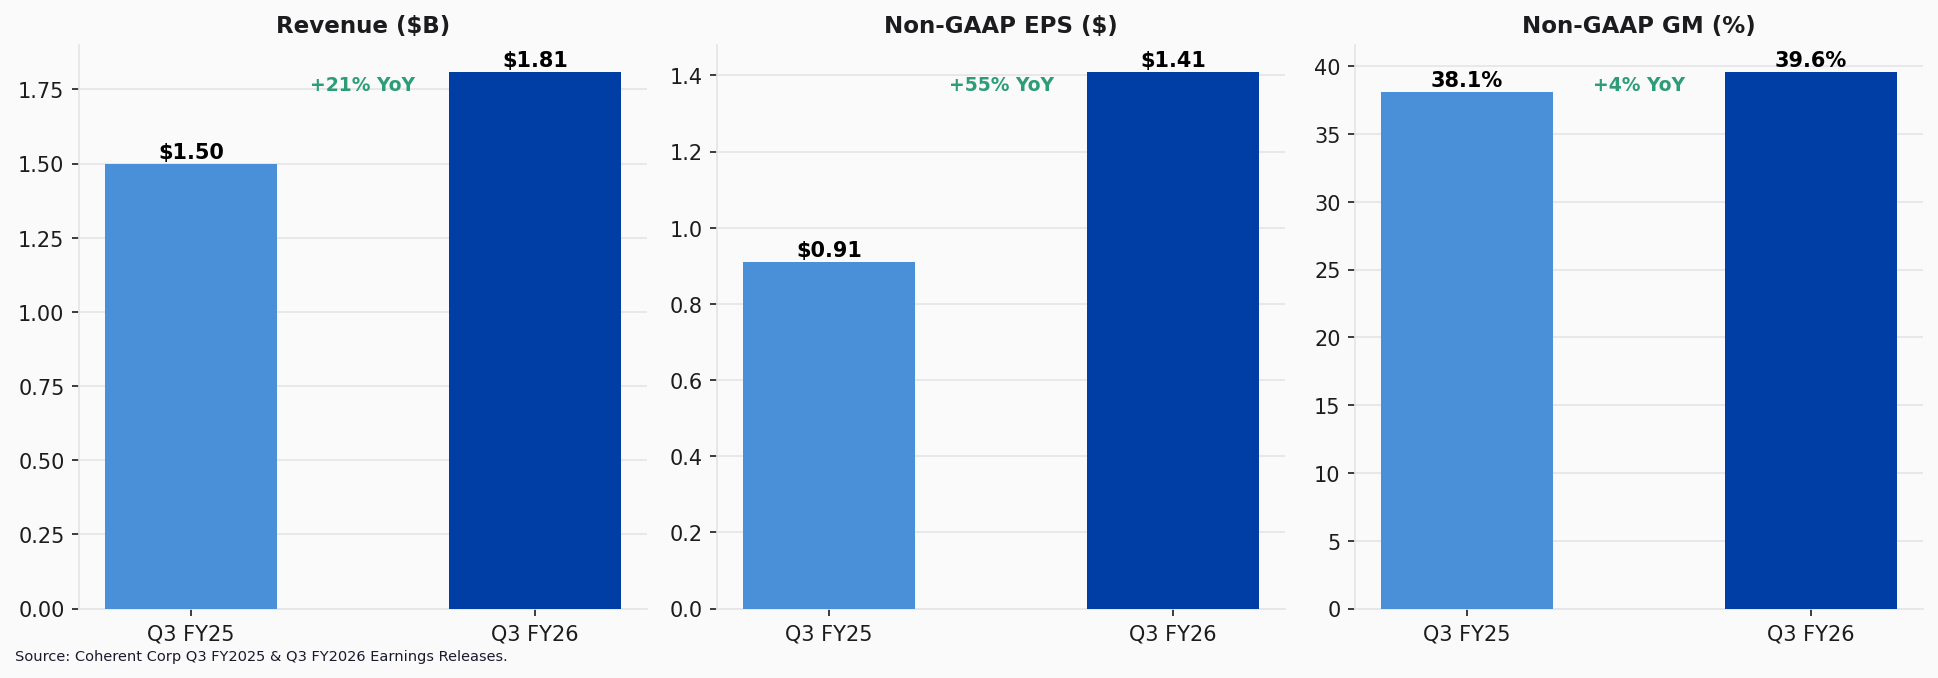 Revenue ($B)
$1.81
+21% YoY
$1.50
1.75
1.50
1.25
1.00
0.75
0.50
0.25
0.00
Q3 FY25
Q3 FY26
Non-GAAP EPS ($)
$1.41
+55% YoY
$0.91
1.4
1.2
1.0
0.8
0.6
0.4
0.2
0.0
Q3 FY25
Q3 FY26
Non-GAAP GM (%)
39.6%
38.1%
+4% YoY
40
35
30
25
20
15
10
5
0
Q3 FY25
Q3 FY26
Source: Coherent Corp Q3 FY2025 & Q3 FY2026 Earnings Releases.